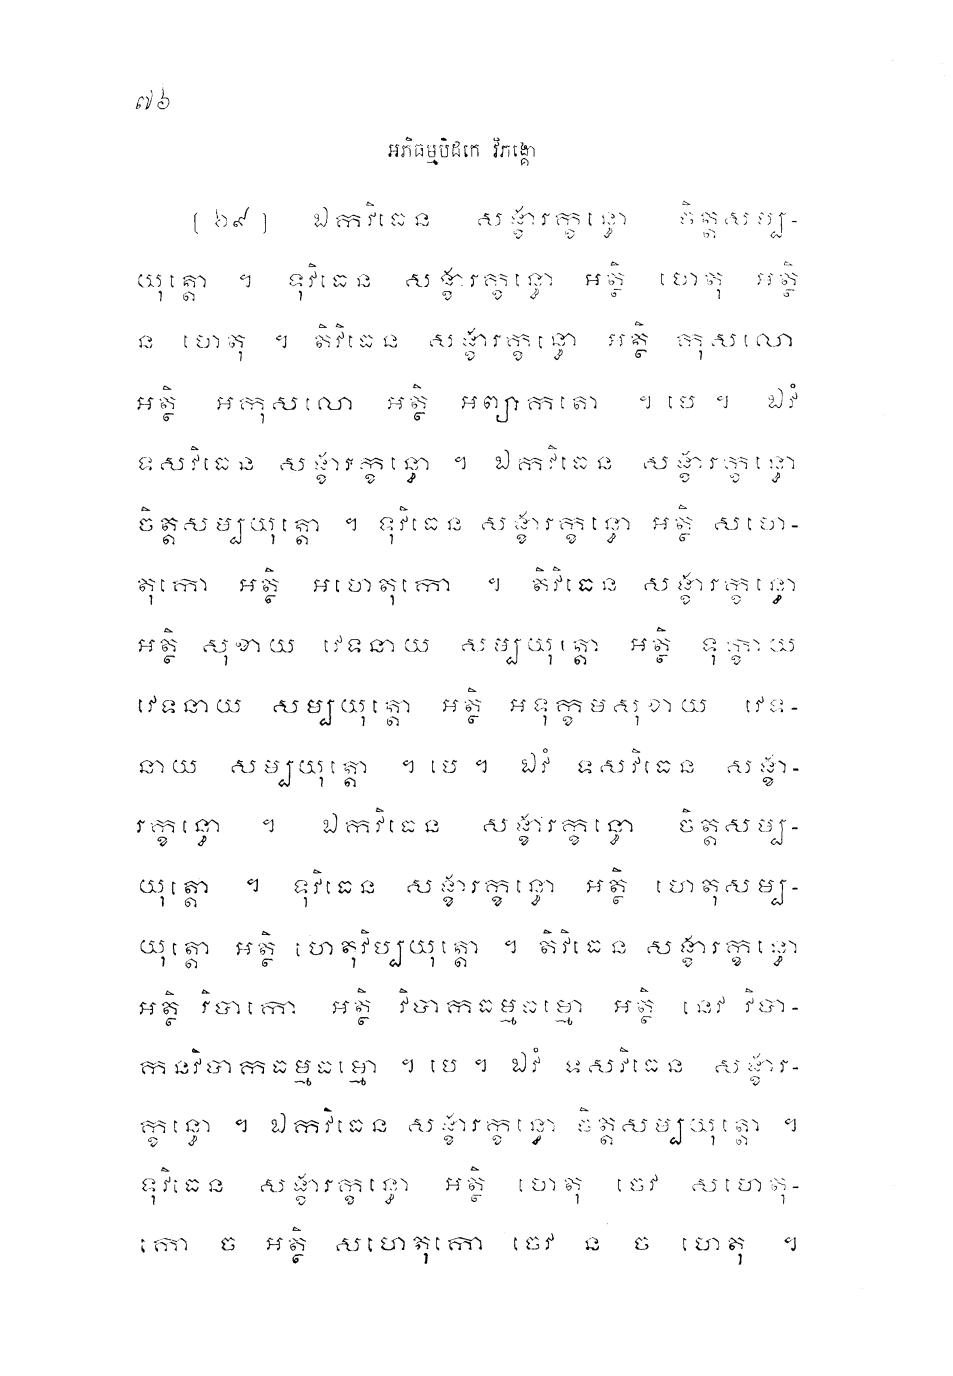 ៧៦
អភិធម្មបិដកេ វិភង្គោ
[៦៩] ឯកវិធេន សង្ខារក្ខន្ធោ ចិត្តសម្ប-
យុត្តោ ។ ទុវិធេន សង្ខារក្ខន្ធោ អត្ថិ ហេតុ អត្ថិ
ន ហេតុ ។ តិវិធេន សង្ខារក្ខន្ធោ អត្ថិ កុសលោ
អត្ថិ អកុសលោ អត្ថិ អព្យាកតោ ។ បេ ។ ឯវំ
ទសវិធេន សង្ខារក្ខន្ធោ ។ ឯកវិធេន សង្ខារក្ខន្ធោ
ចិត្តសម្បយុត្តោ ។ ទុវិធេន សង្ខារក្ខន្ធោ អត្ថិ សហេ-
តុកោ អត្ថិ អហេតុកោ ។ តិវិធេន សង្ខារក្ខន្ធោ
អត្ថិ សុខាយ វេទនាយ សម្បយុត្តោ អត្ថិ ទុក្ខាយ
វេទនាយ សម្បយុត្តោ អត្ថិ អទុក្ខមសុខាយ វេទ-
នាយ សម្បយុត្តោ ។ បេ ។ ឯវំ ទសវិធេន សង្ខា-
រក្ខន្ធោ ។ ឯកវិធេន សង្ខារក្ខន្ធោ ចិត្តសម្ប-
យុត្តោ ។ ទុវិធេន សង្ខារក្ខន្ធោ អត្ថិ ហេតុសម្ប-
យុត្តោ អត្ថិ ហេតុវិប្បយុត្តោ ។ តិវិធេន សង្ខារក្ខន្ធោ
អត្ថិ វិបាកោ អត្ថិ វិបាកធម្មធម្មោ អត្ថិ នេវ វិបា-
កនវិបាកធម្មធម្មោ ។ បេ ។ ឯវំ ទសវិធេន សង្ខារ-
ក្ខន្ធោ ។ ឯកវិធេន សង្ខារក្ខន្ធោ ចិត្តសម្បយុត្តោ ។
ទុវិធេន សង្ខារក្ខន្ធោ អត្ថិ ហេតុ ចេវ សហេតុ-
កោ ច អត្ថិ សហេតុកោ ចេវ ន ច ហេតុ ។